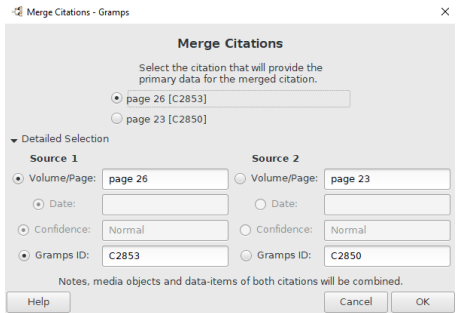 Merge Citations - Gramps
Merge Citations
Select the citation that will provide the
primary data for the merged citation.
page 26 [C2853]
page 23 [C2850]
Detailed Selection
Source 1 Source 2
Volume/Page: page 26 Volume/Page: page 23
Date: Date:
Confidence: Normal Confidence: Normal
Gramps ID: C2853 Gramps ID: C2850
Notes, media objects and data-items of both citations will be combined.
Help Cancel OK